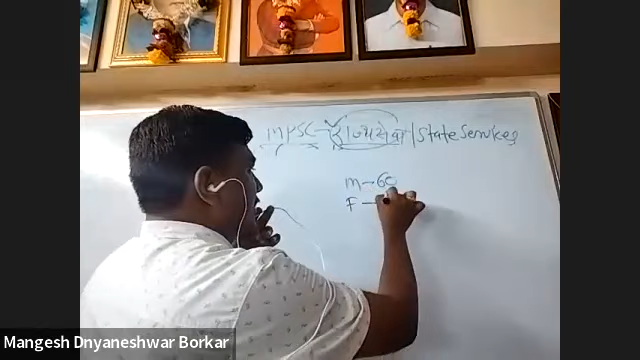 MPSC - राज्यसेवा / State Services
M - 60
F -
Mangesh Dnyaneshwar Borkar